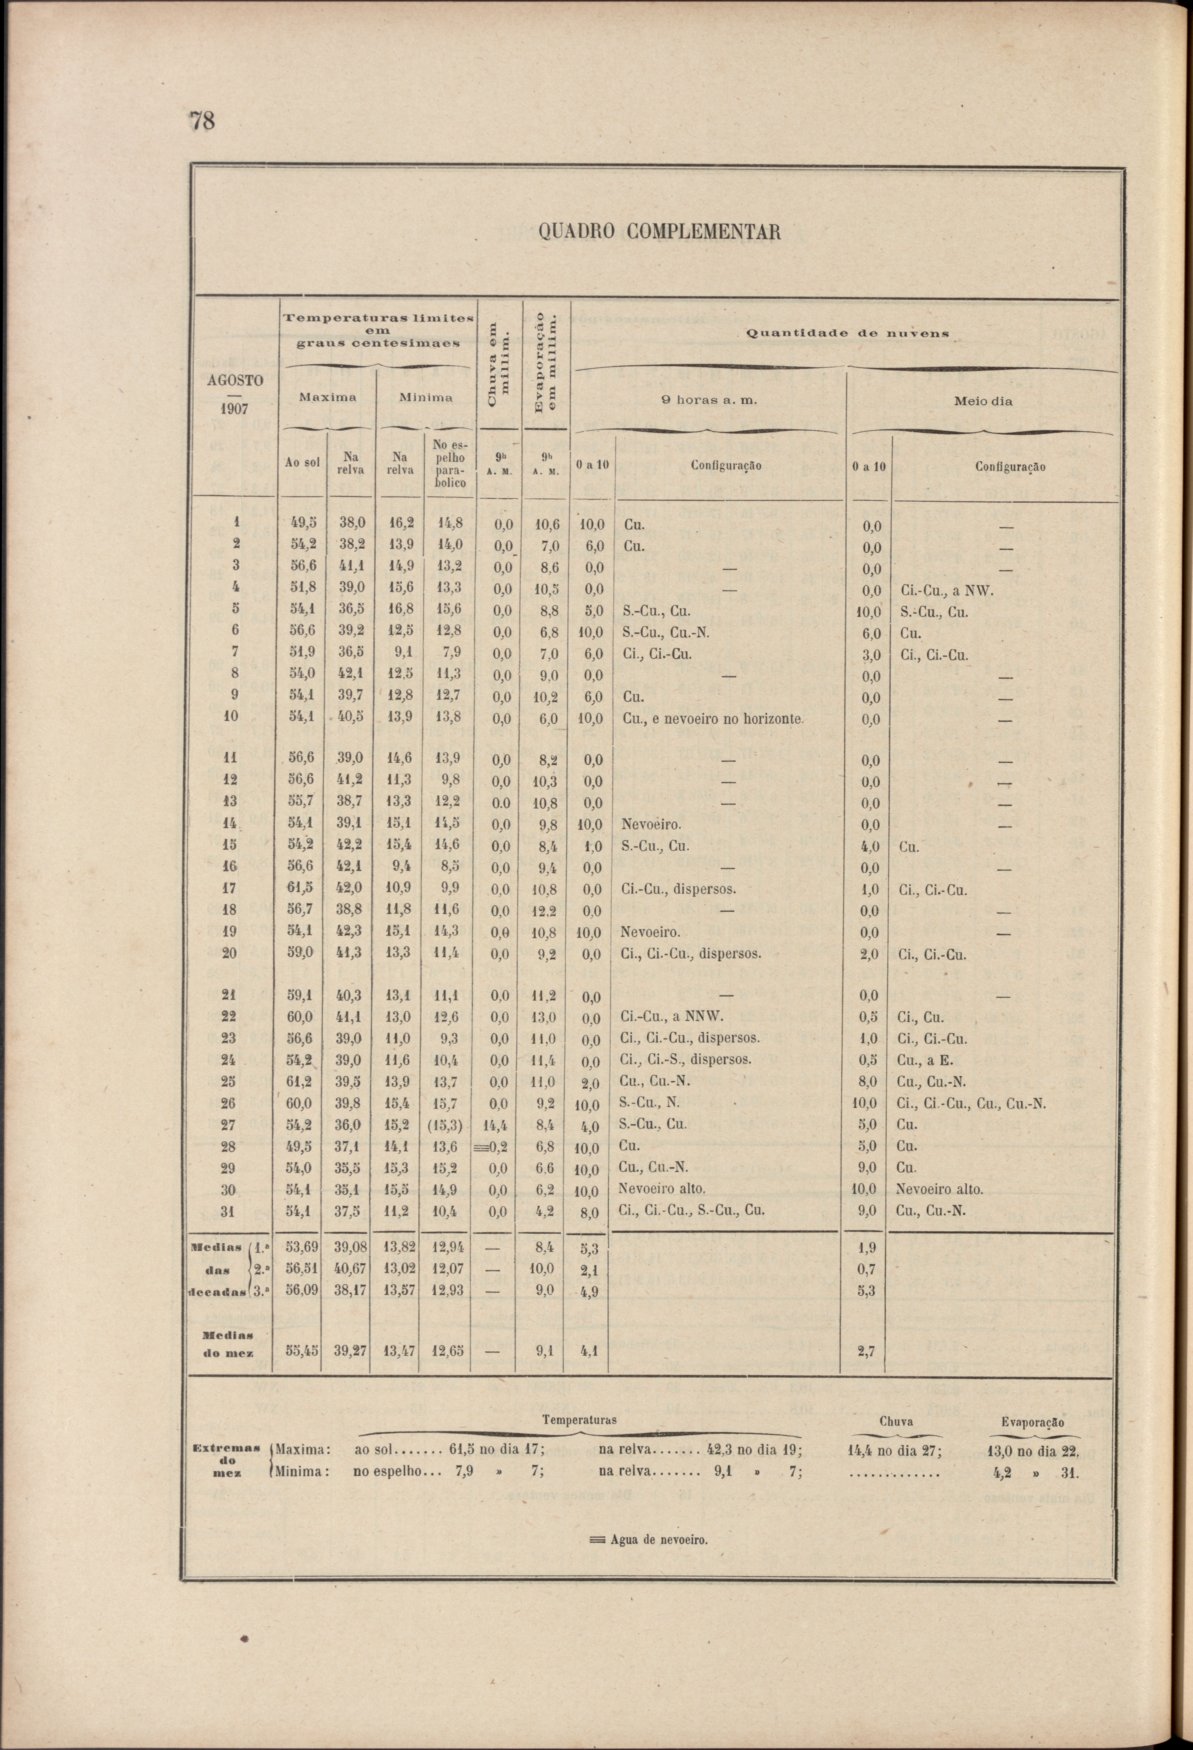 78
QUADRO COMPLEMENTAR
AGOSTO
—
1907
Temperaturas limites
em
graus centesimaes
Chuva em
millim.
Evaporação
em millim.
Quantidade de nuvens
Maxima Minima 9 horas a. m. Meio dia
Ao sol Na relva Na relva No es-pelho para-bolico 9h A. M. 9h A. M. 0 a 10 Configuração 0 a 10 Configuração
1 49,5 38,0 16,2 14,8 0,0 10,6 10,0 Cu. 0,0 —
2 54,2 38,2 13,9 14,0 0,0 7,0 6,0 Cu. 0,0 —
3 56,6 41,1 14,9 13,2 0,0 8,6 0,0 — 0,0 —
4 51,8 39,0 15,6 13,3 0,0 10,5 0,0 — 0,0 Ci.-Cu., a NW.
5 54,1 36,5 16,8 15,6 0,0 8,8 5,0 S.-Cu., Cu. 10,0 S.-Cu., Cu.
6 56,6 39,2 12,5 12,8 0,0 6,8 10,0 S.-Cu., Cu.-N. 6,0 Cu.
7 51,9 36,5 9,1 7,9 0,0 7,0 6,0 Ci., Ci.-Cu. 3,0 Ci., Ci.-Cu.
8 54,0 42,1 12,5 11,3 0,0 9,0 0,0 — 0,0 —
9 54,1 39,7 12,8 12,7 0,0 10,2 6,0 Cu. 0,0 —
10 54,1 40,5 13,9 13,8 0,0 6,0 10,0 Cu., e nevoeiro no horizonte. 0,0 —
11 56,6 39,0 14,6 13,9 0,0 8,2 0,0 — 0,0 —
12 56,6 41,2 11,3 9,8 0,0 10,3 0,0 — 0,0 —
13 55,7 38,7 13,3 12,2 0.0 10,8 0,0 — 0,0 —
14 54,1 39,1 15,1 14,5 0,0 9,8 10,0 Nevoeiro. 0,0 —
15 54,2 42,2 15,4 14,6 0,0 8,4 1,0 S.-Cu., Cu. 4,0 Cu.
16 56,6 42,1 9,4 8,5 0,0 9,4 0,0 — 0,0 —
17 61,5 42,0 10,9 9,9 0,0 10,8 0,0 Ci.-Cu., dispersos. 1,0 Ci., Ci.-Cu.
18 56,7 38,8 11,8 11,6 0,0 12,2 0,0 — 0,0 —
19 54,1 42,3 15,1 14,3 0,0 10,8 10,0 Nevoeiro. 0,0 —
20 59,0 41,3 13,3 11,4 0,0 9,2 0,0 Ci., Ci.-Cu., dispersos. 2,0 Ci., Ci.-Cu.
21 59,1 40,3 13,1 11,1 0,0 11,2 0,0 — 0,0 —
22 60,0 41,1 13,0 12,6 0,0 13,0 0,0 Ci.-Cu., a NNW. 0,5 Ci., Cu.
23 56,6 39,0 11,0 9,3 0,0 11,0 0,0 Ci., Ci.-Cu., dispersos. 1,0 Ci., Ci.-Cu.
24 54,2 39,0 11,6 10,4 0,0 11,4 0,0 Ci., Ci.-S., dispersos. 0,5 Cu., a E.
25 61,2 39,5 13,9 13,7 0,0 11,0 2,0 Cu., Cu.-N. 8,0 Cu., Cu.-N.
26 60,0 39,8 15,4 15,7 0,0 9,2 10,0 S.-Cu., N. 10,0 Ci., Ci.-Cu., Cu., Cu.-N.
27 54,2 36,0 15,2 (15,3) 14,4 8,4 4,0 S.-Cu., Cu. 5,0 Cu.
28 49,5 37,1 14,1 13,6 ≡0,2 6,8 10,0 Cu. 5,0 Cu.
29 54,0 35,5 15,3 15,2 0,0 6.6 10,0 Cu., Cu.-N. 9,0 Cu.
30 54,1 35,1 15,5 14,9 0,0 6,2 10,0 Nevoeiro alto. 10,0 Nevoeiro alto.
31 54,1 37,5 11,2 10,4 0,0 4,2 8,0 Ci., Ci.-Cu., S.-Cu., Cu. 9,0 Cu., Cu.-N.
Medias 1.ª 53,69 39,08 13,82 12,94 — 8,4 5,3 1,9
das 2.ª 56,51 40,67 13,02 12,07 — 10,0 2,1 0,7
decadas 3.ª 56,09 38,17 13,57 12,93 — 9,0 4,9 5,3
Medias
do mez 55,45 39,27 13,47 12,65 — 9,1 4,1 2,7
Temperaturas Chuva Evaporação
Extremas do mez
Maxima: ao sol....... 61,5 no dia 17; na relva....... 42,3 no dia 19; 14,4 no dia 27; 13,0 no dia 22.
Minima: no espelho... 7,9 » 7; na relva....... 9,1 » 7; ............. 4,2 » 31.
≡ Agua de nevoeiro.